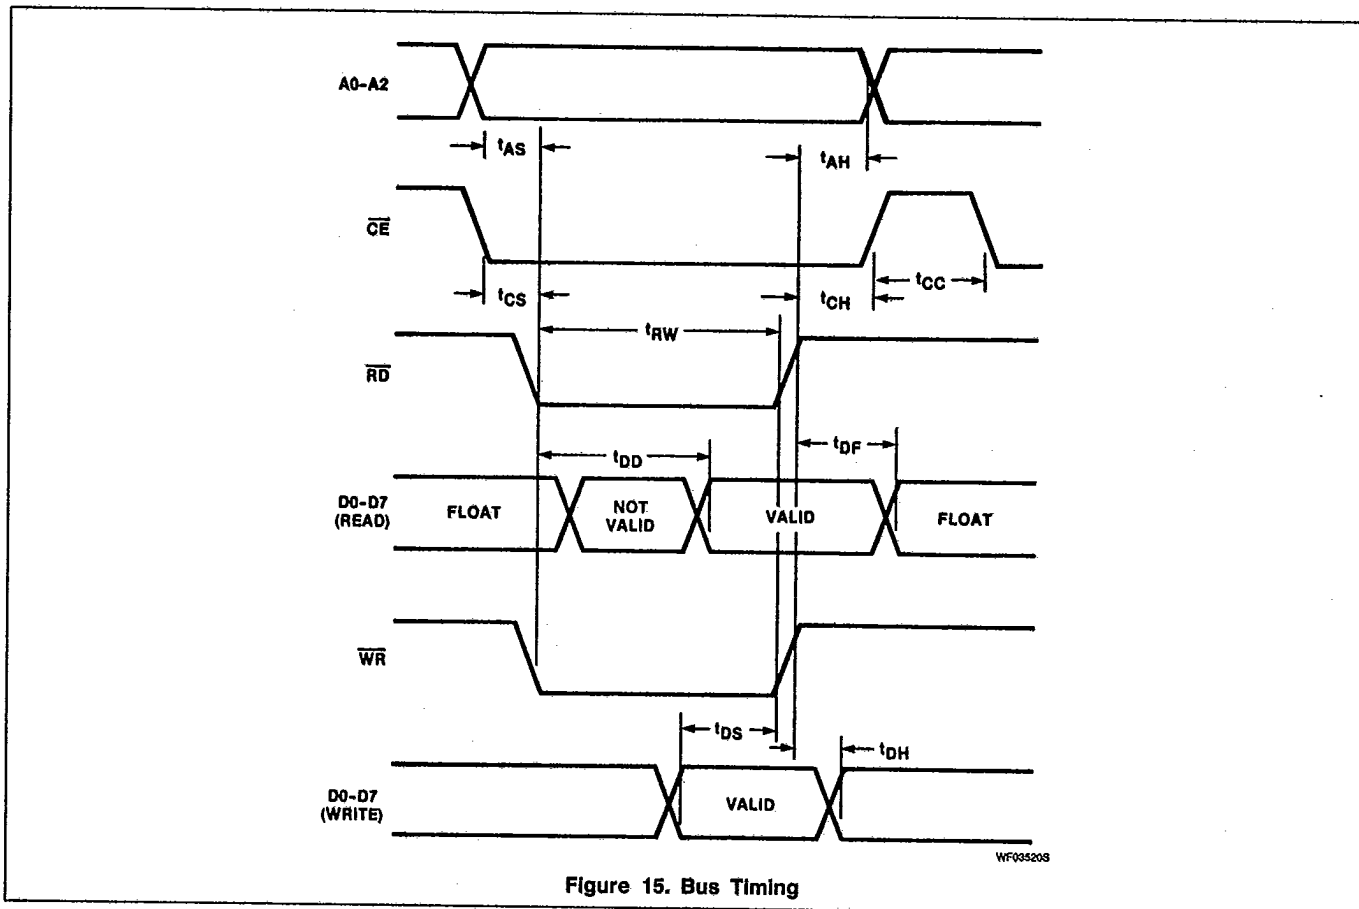 A0-A2
tAS
tAH
CE
tCS
tCH
tCC
tRW
RD
tDD
tDF
D0-D7
(READ)
FLOAT
NOT
VALID
VALID
FLOAT
WR
tDS
tDH
D0-D7
(WRITE)
VALID
WF03520S
Figure 15. Bus Timing